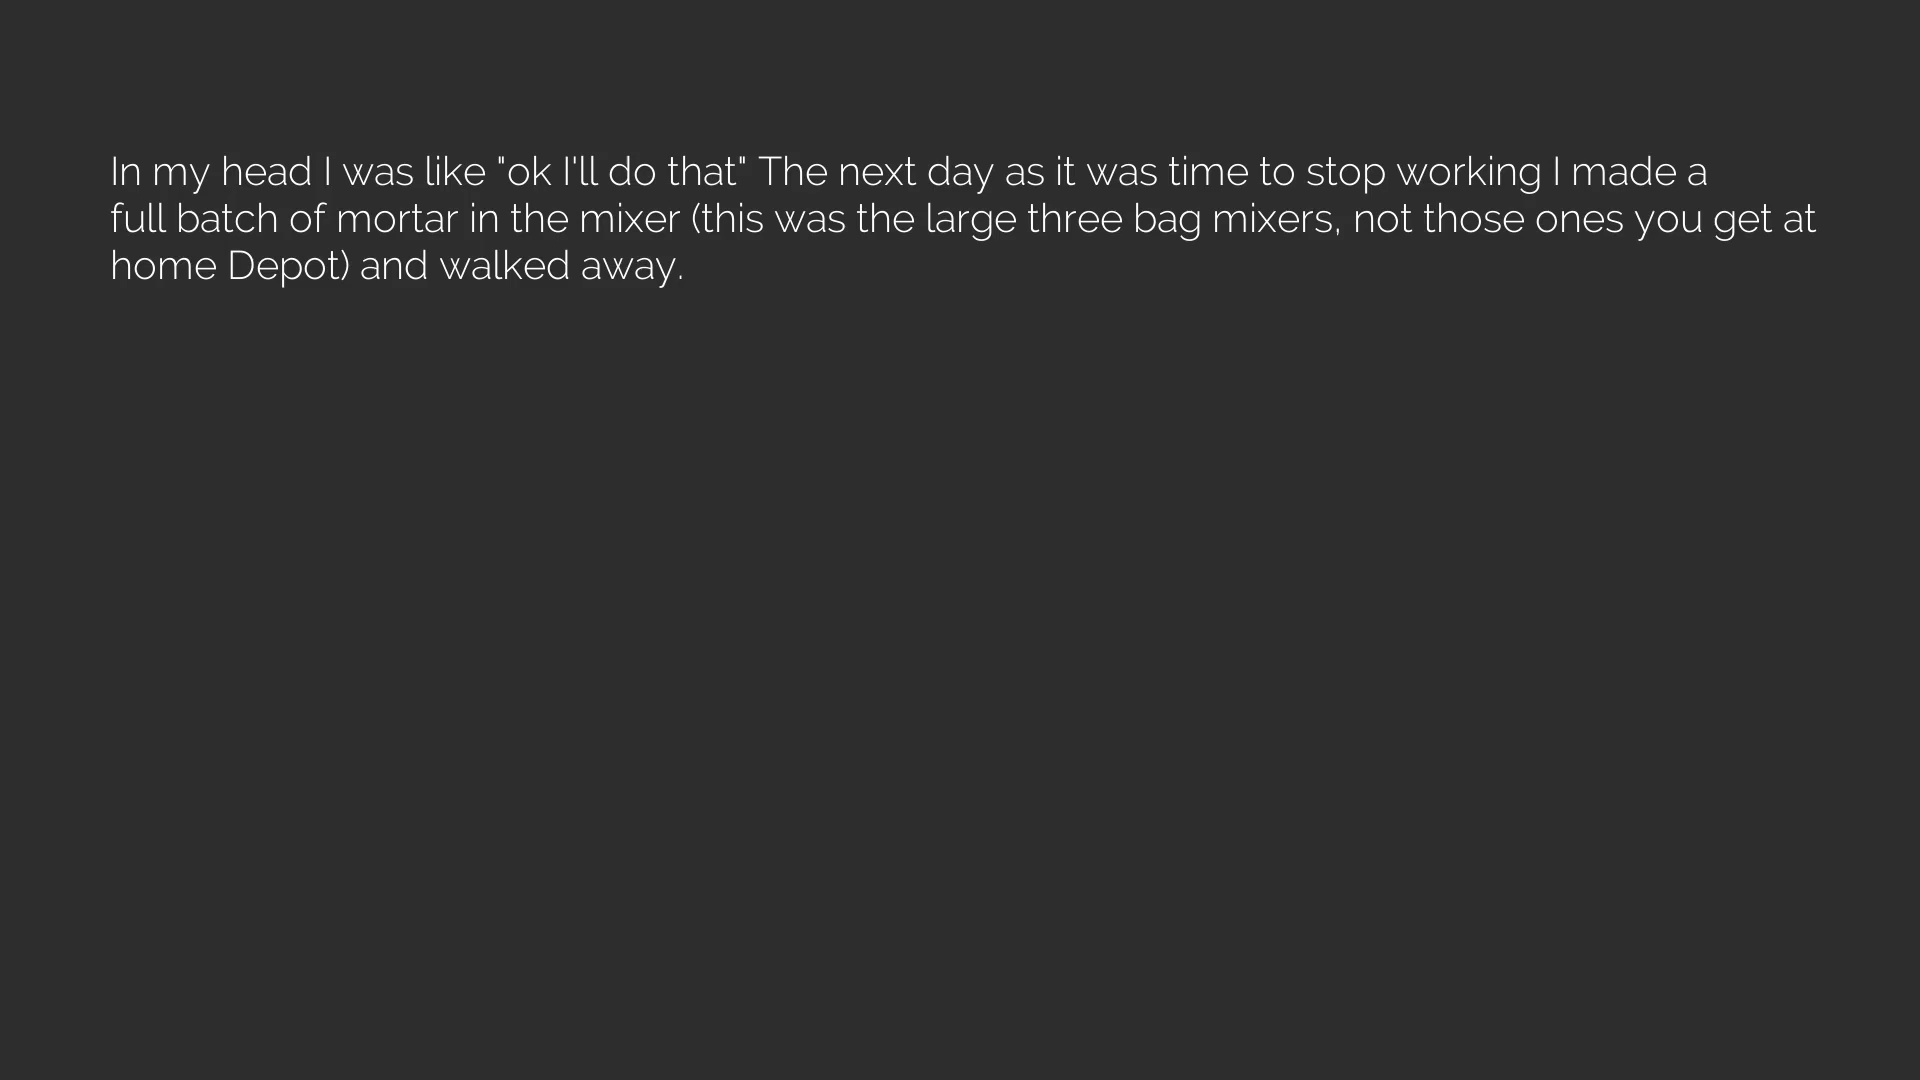 In my head I was like "ok I'll do that" The next day as it was time to stop working I made a
full batch of mortar in the mixer (this was the large three bag mixers, not those ones you get at
home Depot) and walked away.